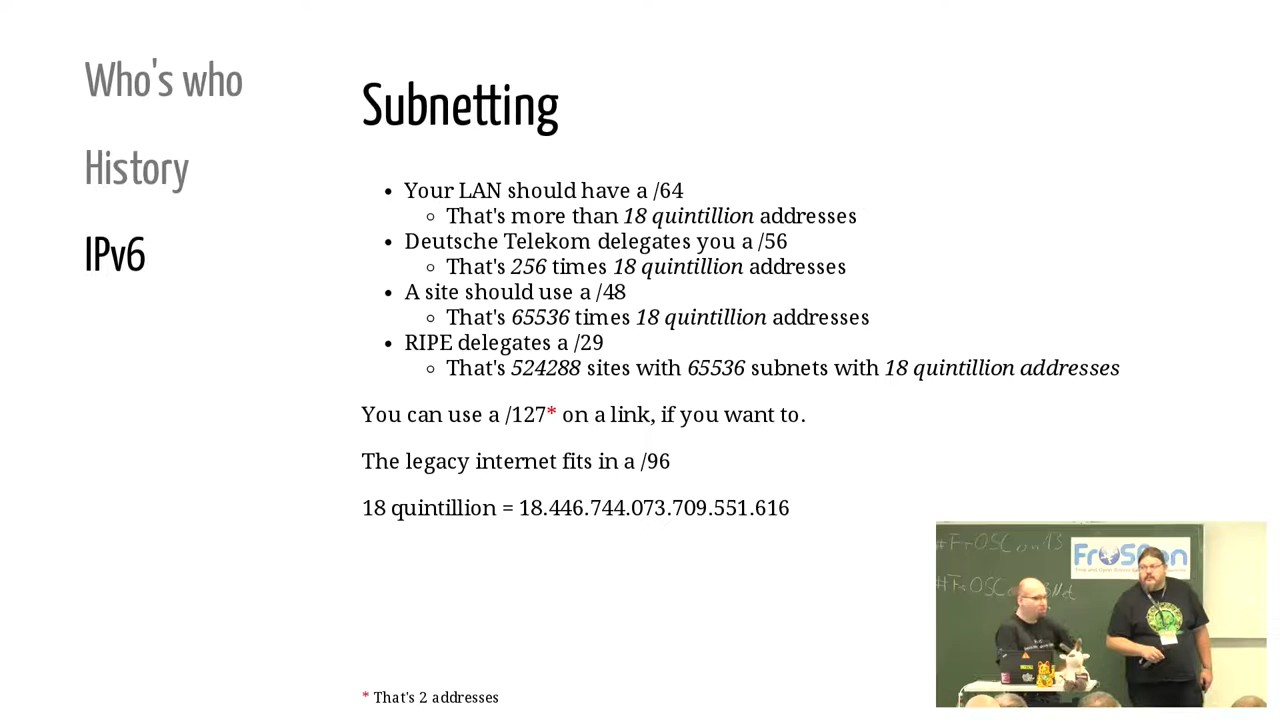 Who's who
History
IPv6
Subnetting
• Your LAN should have a /64
○ That's more than 18 quintillion addresses
• Deutsche Telekom delegates you a /56
○ That's 256 times 18 quintillion addresses
• A site should use a /48
○ That's 65536 times 18 quintillion addresses
• RIPE delegates a /29
○ That's 524288 sites with 65536 subnets with 18 quintillion addresses
You can use a /127* on a link, if you want to.
The legacy internet fits in a /96
18 quintillion = 18.446.744.073.709.551.616
* That's 2 addresses
#FrOSCon13
FrOSCon